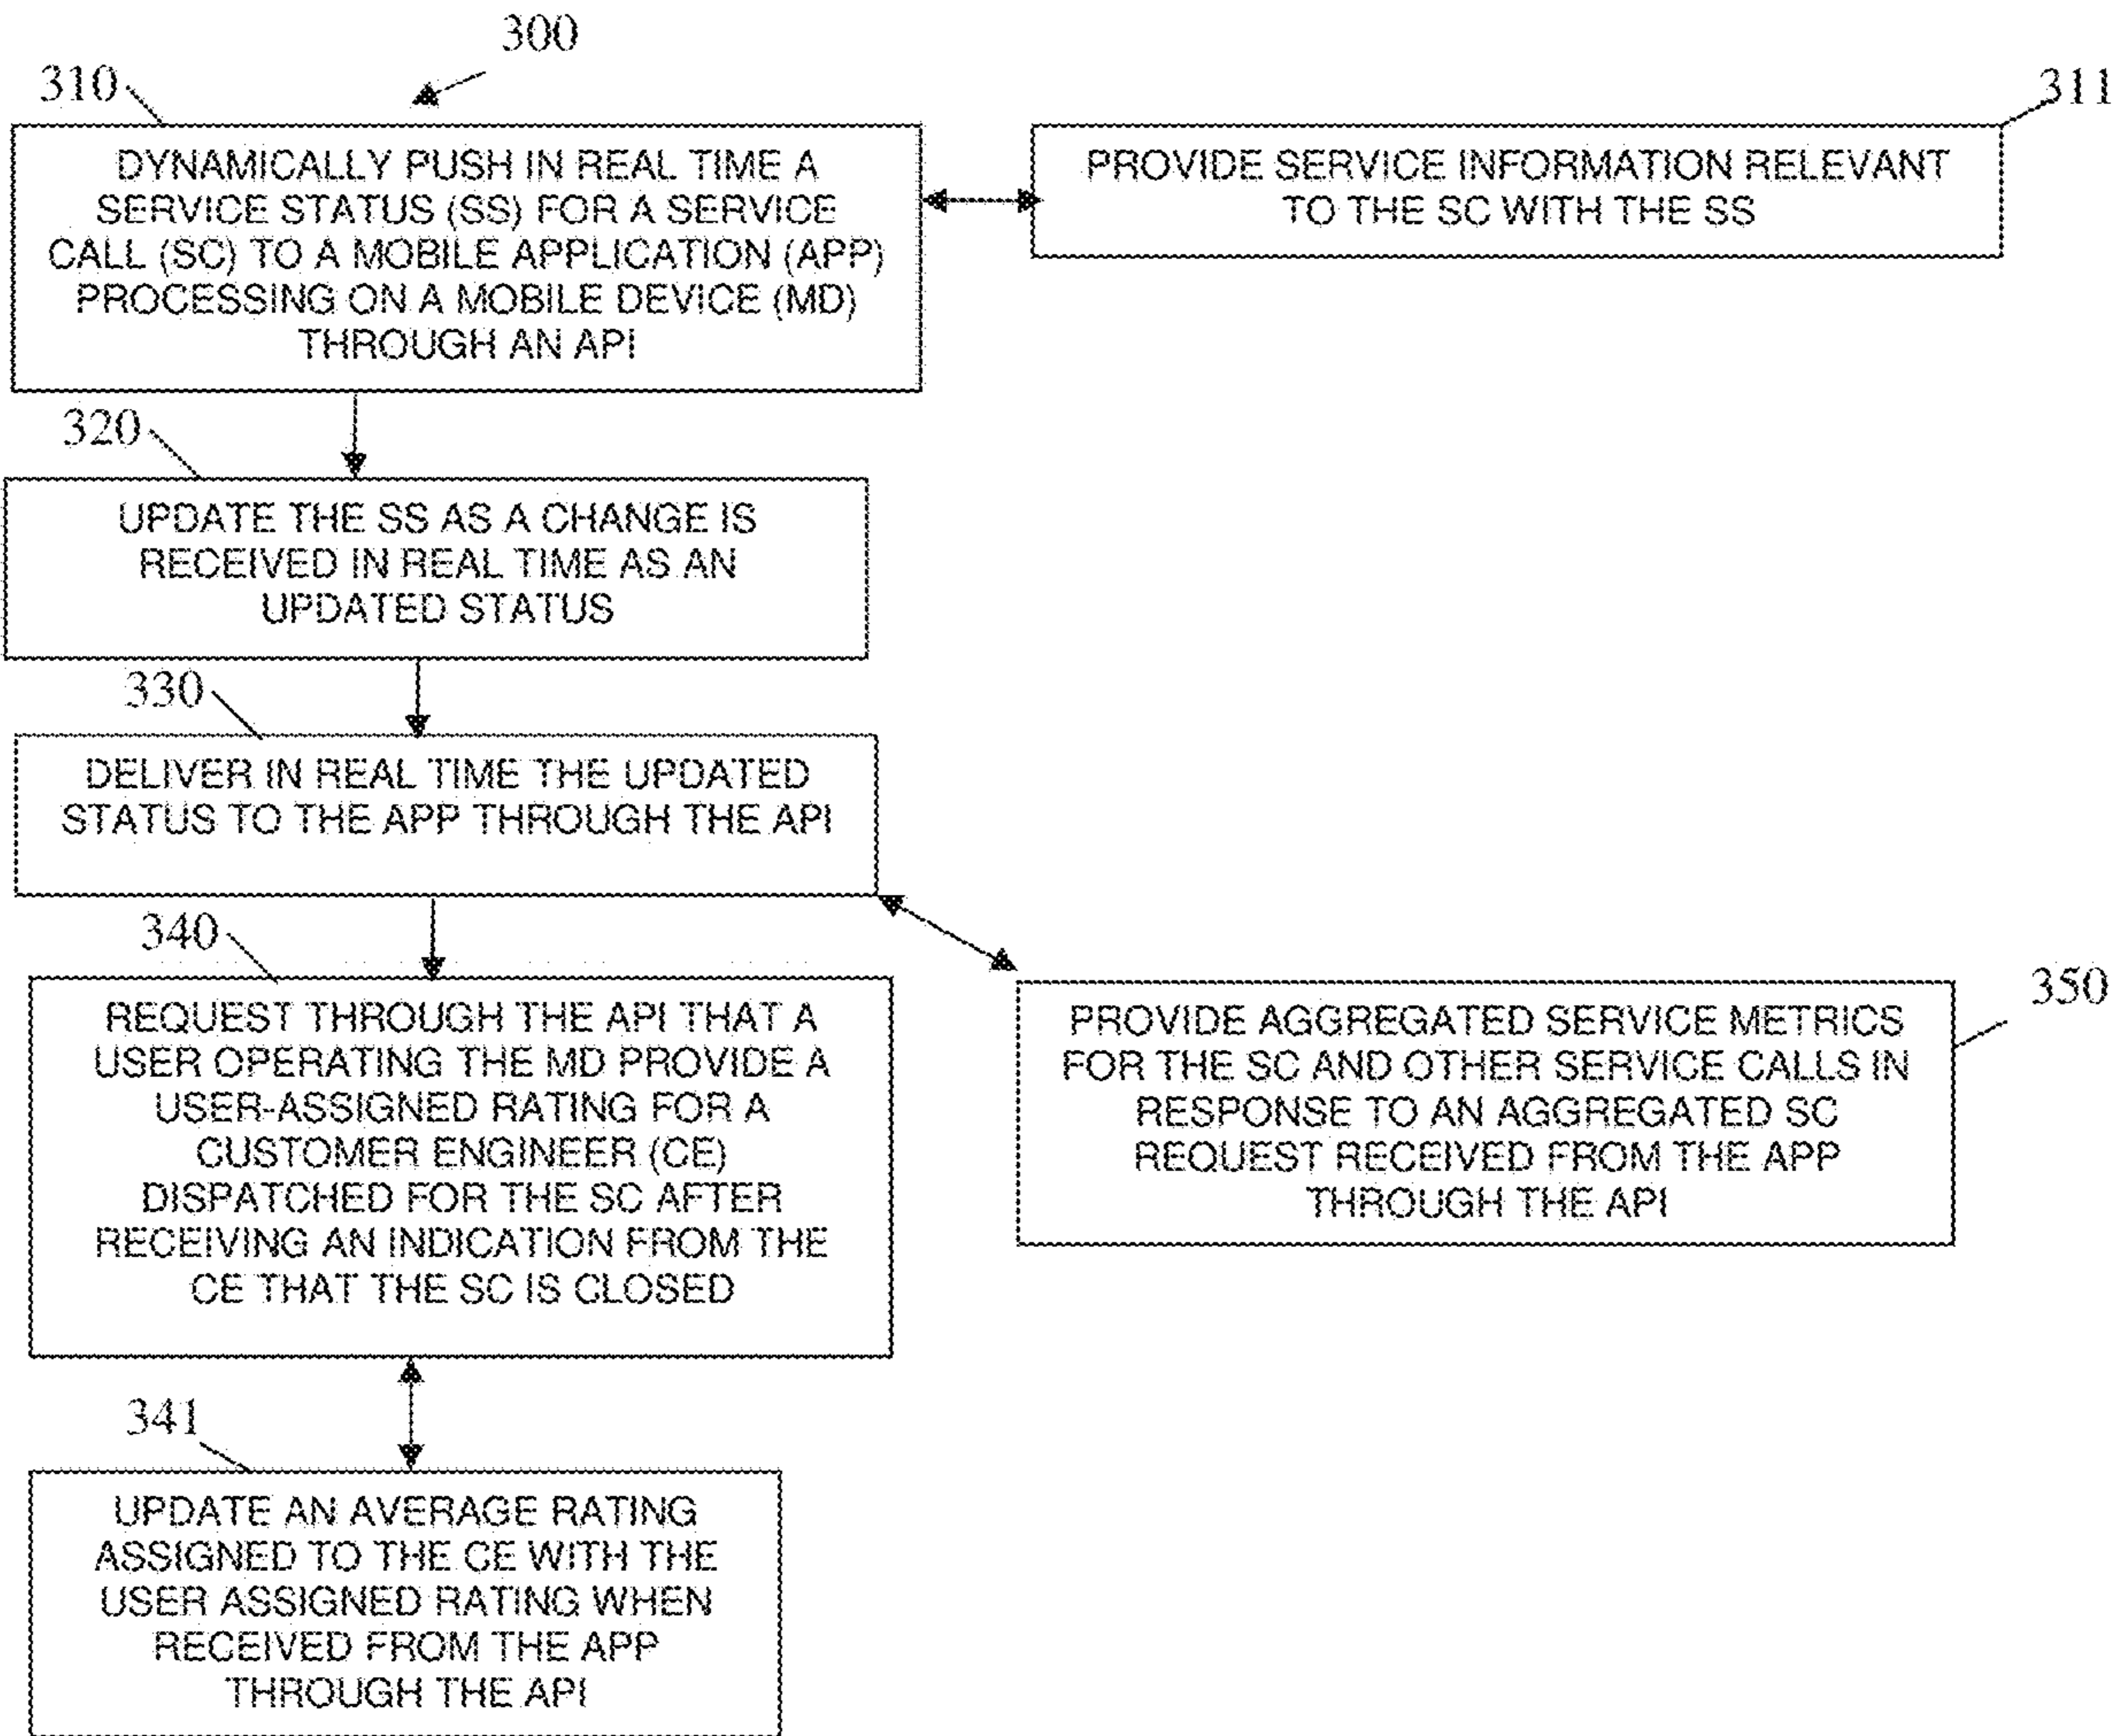 300
310
DYNAMICALLY PUSH IN REAL TIME A
SERVICE STATUS (SS) FOR A SERVICE
CALL (SC) TO A MOBILE APPLICATION (APP)
PROCESSING ON A MOBILE DEVICE (MD)
THROUGH AN API
311
PROVIDE SERVICE INFORMATION RELEVANT
TO THE SC WITH THE SS
320
UPDATE THE SS AS A CHANGE IS
RECEIVED IN REAL TIME AS AN
UPDATED STATUS
330
DELIVER IN REAL TIME THE UPDATED
STATUS TO THE APP THROUGH THE API
340
REQUEST THROUGH THE API THAT A
USER OPERATING THE MD PROVIDE A
USER-ASSIGNED RATING FOR A
CUSTOMER ENGINEER (CE)
DISPATCHED FOR THE SC AFTER
RECEIVING AN INDICATION FROM THE
CE THAT THE SC IS CLOSED
350
PROVIDE AGGREGATED SERVICE METRICS
FOR THE SC AND OTHER SERVICE CALLS IN
RESPONSE TO AN AGGREGATED SC
REQUEST RECEIVED FROM THE APP
THROUGH THE API
341
UPDATE AN AVERAGE RATING
ASSIGNED TO THE CE WITH THE
USER ASSIGNED RATING WHEN
RECEIVED FROM THE APP
THROUGH THE API